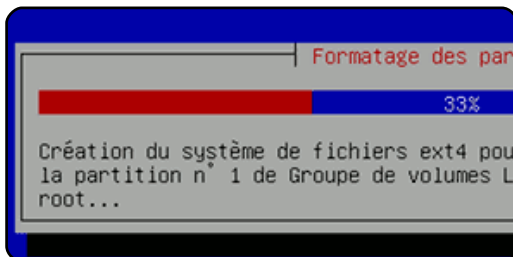 Formatage des par
33%
Création du système de fichiers ext4 pou
la partition n° 1 de Groupe de volumes L
root...